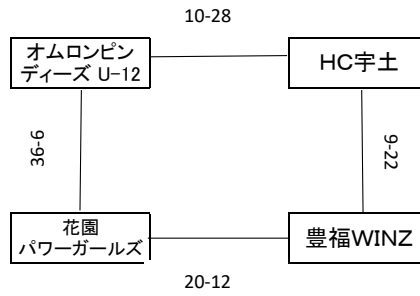 10-28
オムロンピン
ディーズ U-12
HC宇土
36-6
9-22
花園
パワーガールズ
豊福WINZ
20-12